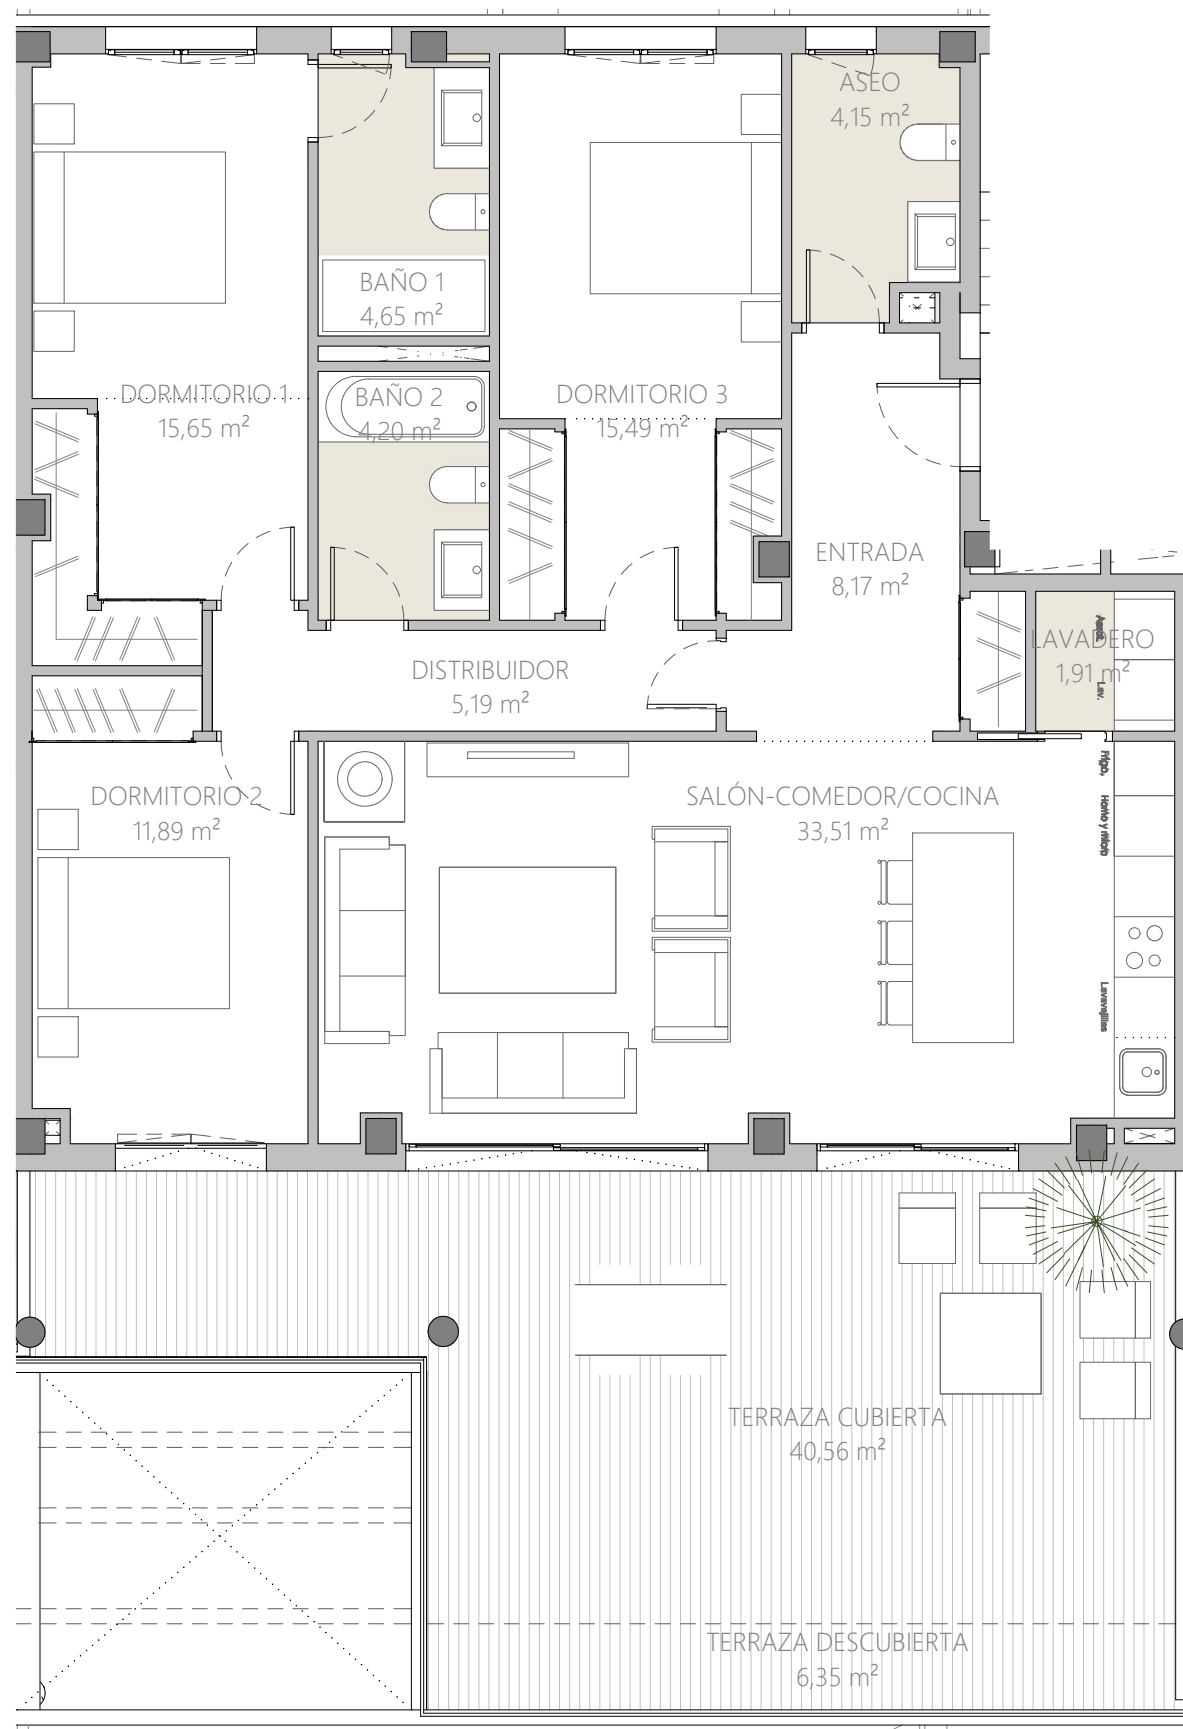 ASEO
4,15 m²
BAÑO 1
4,65 m²
DORMITORIO 1
15,65 m²
BAÑO 2
4,20 m²
DORMITORIO 3
15,49 m²
ENTRADA
8,17 m²
LAVADERO
1,91 m²
Lav.
DISTRIBUIDOR
5,19 m²
DORMITORIO 2
11,89 m²
SALÓN-COMEDOR/COCINA
33,51 m²
Frigo.
Horno y micro
Lavavajillas
TERRAZA CUBIERTA
40,56 m²
TERRAZA DESCUBIERTA
6,35 m²